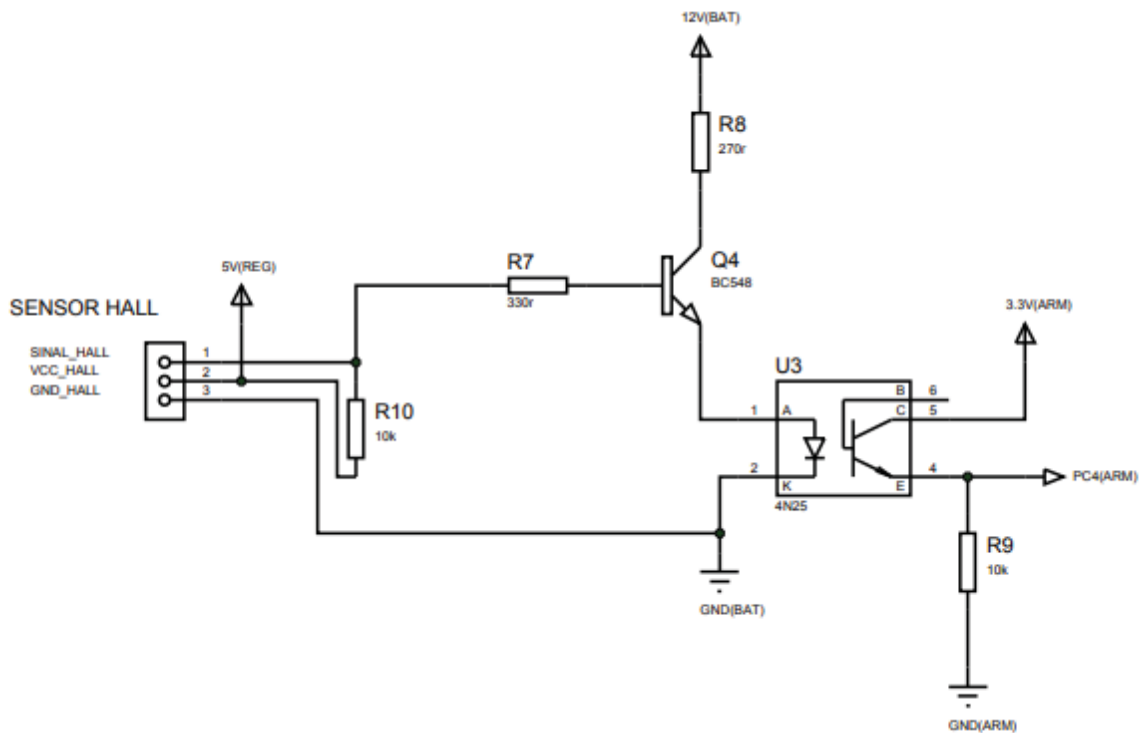 12V(BAT)
R8
270r
5V(REG)
R7
330r
Q4
BC548
SENSOR HALL
SINAL_HALL
VCC_HALL
GND_HALL
1
2
3
R10
10k
3.3V(ARM)
U3
1
A
2
K
B
6
C
5
E
4
4N25
PC4(ARM)
R9
10k
GND(BAT)
GND(ARM)